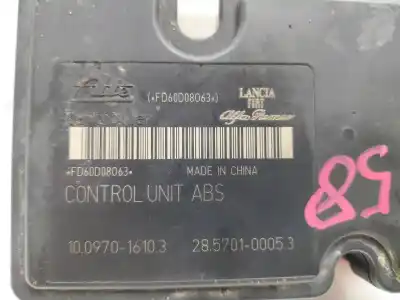 Ate
(*FD60D08063*)
LANCIA
FIAT
Alfa Romeo
*FD60D08063*
MADE IN CHINA
CONTROL UNIT ABS
10.0970-1610.3
28.5701-0005.3
58